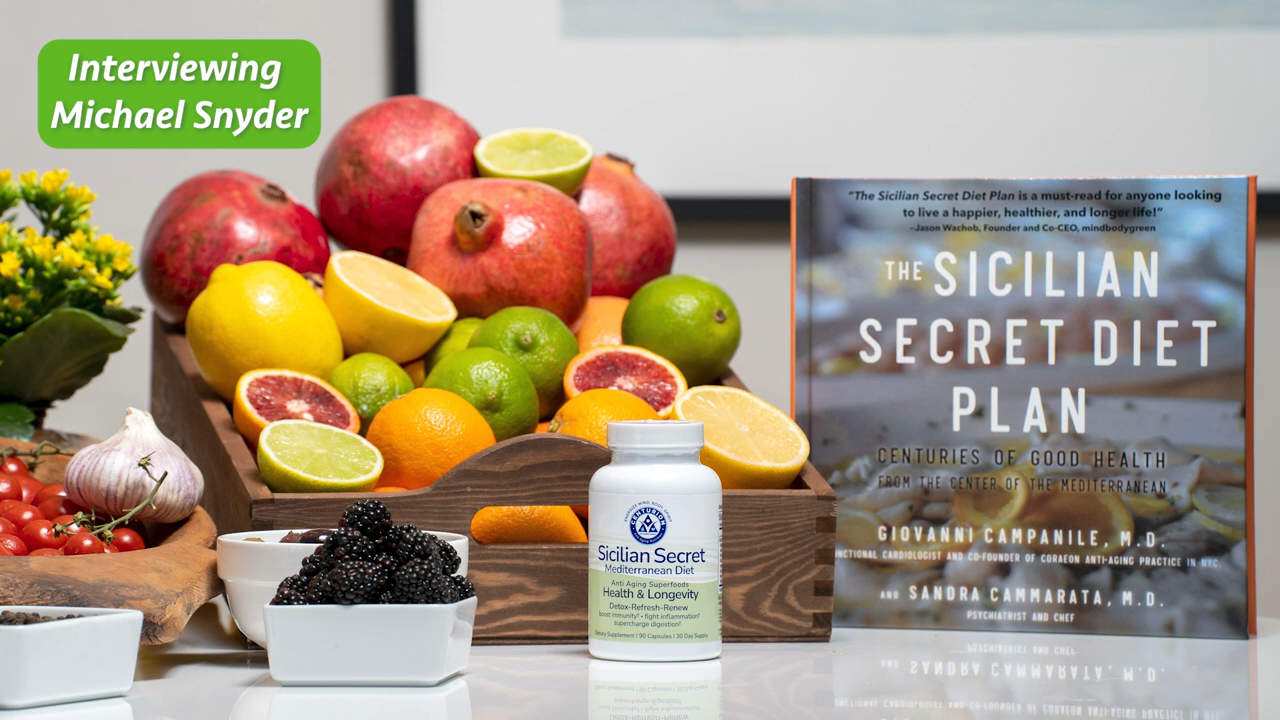 Interviewing
Michael Snyder
"The Sicilian Secret Diet Plan is a must-read for anyone looking
to live a happier, healthier, and longer life!"
–Jason Wachob, Founder and Co-CEO, mindbodygreen
THE SICILIAN
SECRET DIET
PLAN
CENTURIES OF GOOD HEALTH
FROM THE CENTER OF THE MEDITERRANEAN
GIOVANNI CAMPANILE, M.D.
CARDIOLOGIST AND CO-FOUNDER OF CORAEON ANTI-AGING PRACTICE IN NYC.
AND SANDRA CAMMARATA, M.D.
PSYCHIATRIST AND CHEF
CENTURION
Sicilian Secret
Mediterranean Diet
Anti Aging Superfoods
Health & Longevity
Detox-Refresh-Renew
boost immunity† • fight inflammation†
supercharge digestion†
Dietary Supplement | 90 Capsules | 30 Day Supply